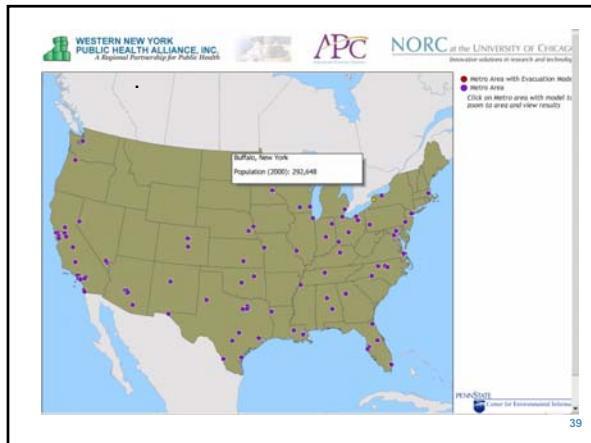 WESTERN NEW YORK
PUBLIC HEALTH ALLIANCE, INC.
A Regional Partnership for Public Health
APC
NORC at the UNIVERSITY OF CHICAGO
Innovative solutions in research and technology
Metro Area with Evacuation Mode
Metro Area
Click on Metro area with model to
zoom to area and view results
Buffalo, New York
Population (2000): 292,648
PENNSTATE
Center for Environmental Informa
39